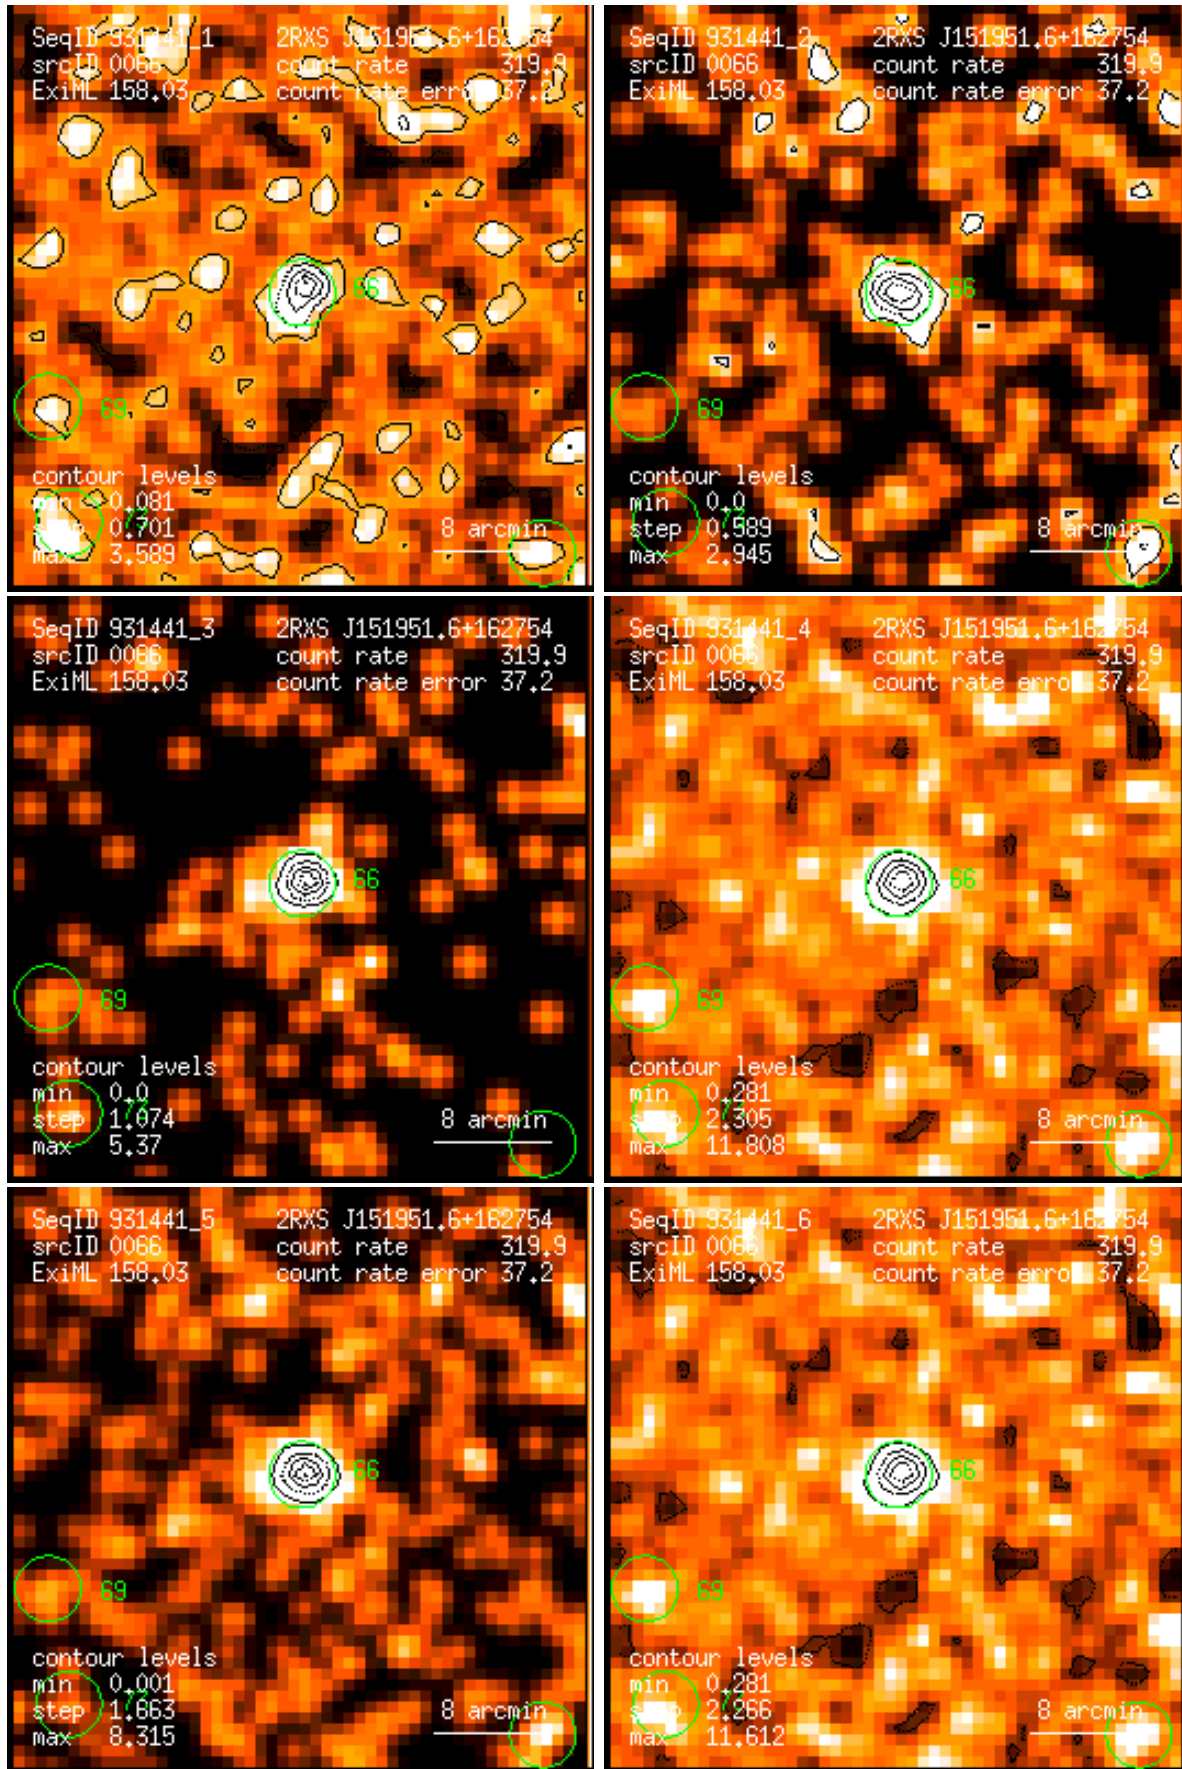 SeqID 931441_1 2RXS J151951.6+162754
srcID 0066 count rate 319.9
ExiML 158.03 count rate error 37.2
66
69
contour levels
min 0.081
72
step 0.701 8 arcmin
max 3.589
SeqID 931441_2 2RXS J151951.6+162754
srcID 0066 count rate 319.9
ExiML 158.03 count rate error 37.2
66
69
contour levels
min 0.0
72
step 0.589 8 arcmin
max 2.945
SeqID 931441_3 2RXS J151951.6+162754
srcID 0066 count rate 319.9
ExiML 158.03 count rate error 37.2
66
69
contour levels
min 0.0
72
step 1.074 8 arcmin
max 5.37
SeqID 931441_4 2RXS J151951.6+162754
srcID 0066 count rate 319.9
ExiML 158.03 count rate error 37.2
66
69
contour levels
min 0.281
72
step 2.305 8 arcmin
max 11.808
SeqID 931441_5 2RXS J151951.6+162754
srcID 0066 count rate 319.9
ExiML 158.03 count rate error 37.2
66
69
contour levels
min 0.001
72
step 1.663 8 arcmin
max 8.315
SeqID 931441_6 2RXS J151951.6+162754
srcID 0066 count rate 319.9
ExiML 158.03 count rate error 37.2
66
69
contour levels
min 0.281
72
step 2.266 8 arcmin
max 11.612